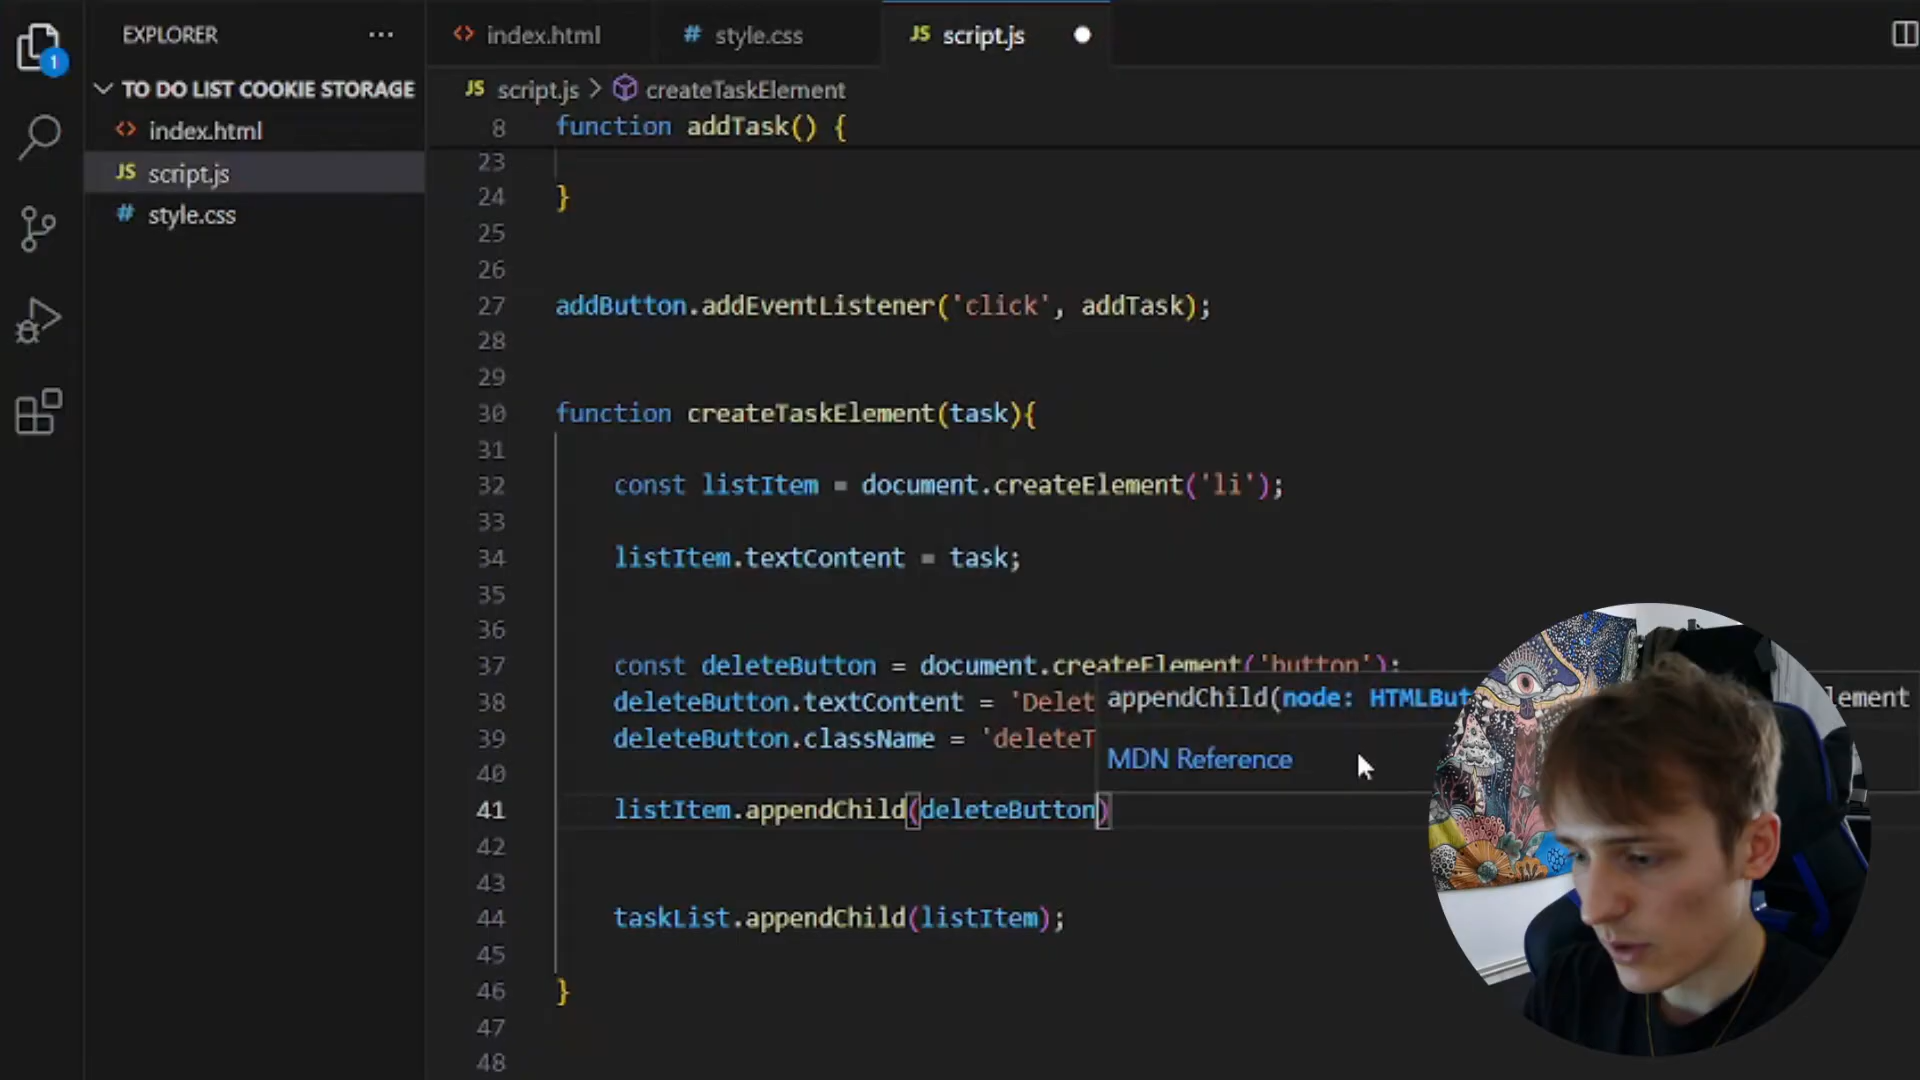 EXPLORER
1
TO DO LIST COOKIE STORAGE
index.html
JS script.js
# style.css
index.html
# style.css
JS script.js
JS script.js > createTaskElement
8 function addTask() {
23
24 }
25
26
27 addButton.addEventListener('click', addTask);
28
29
30 function createTaskElement(task){
31
32 const listItem = document.createElement('li');
33
34 listItem.textContent = task;
35
36
37 const deleteButton = document.createElement('button');
38 deleteButton.textContent = 'Delet
appendChild(node: HTMLBut
lement
39 deleteButton.className = 'deleteT
MDN Reference
40
41 listItem.appendChild(deleteButton)
42
43
44 taskList.appendChild(listItem);
45
46 }
47
48